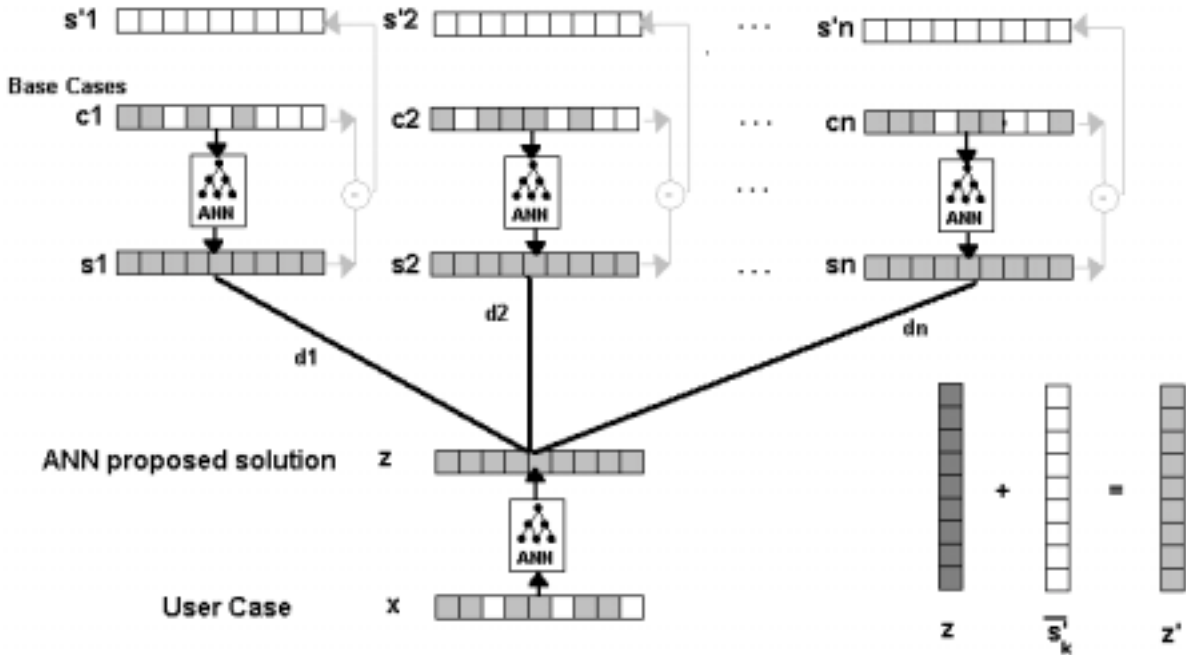 s'1 s'2 ... s'n
Base Cases
c1 c2 ... cn
- - ... -
ANN ANN ANN
s1 s2 ... sn
d1 d2 dn
ANN proposed solution z
+ =
ANN
User Case x
z s'k z'